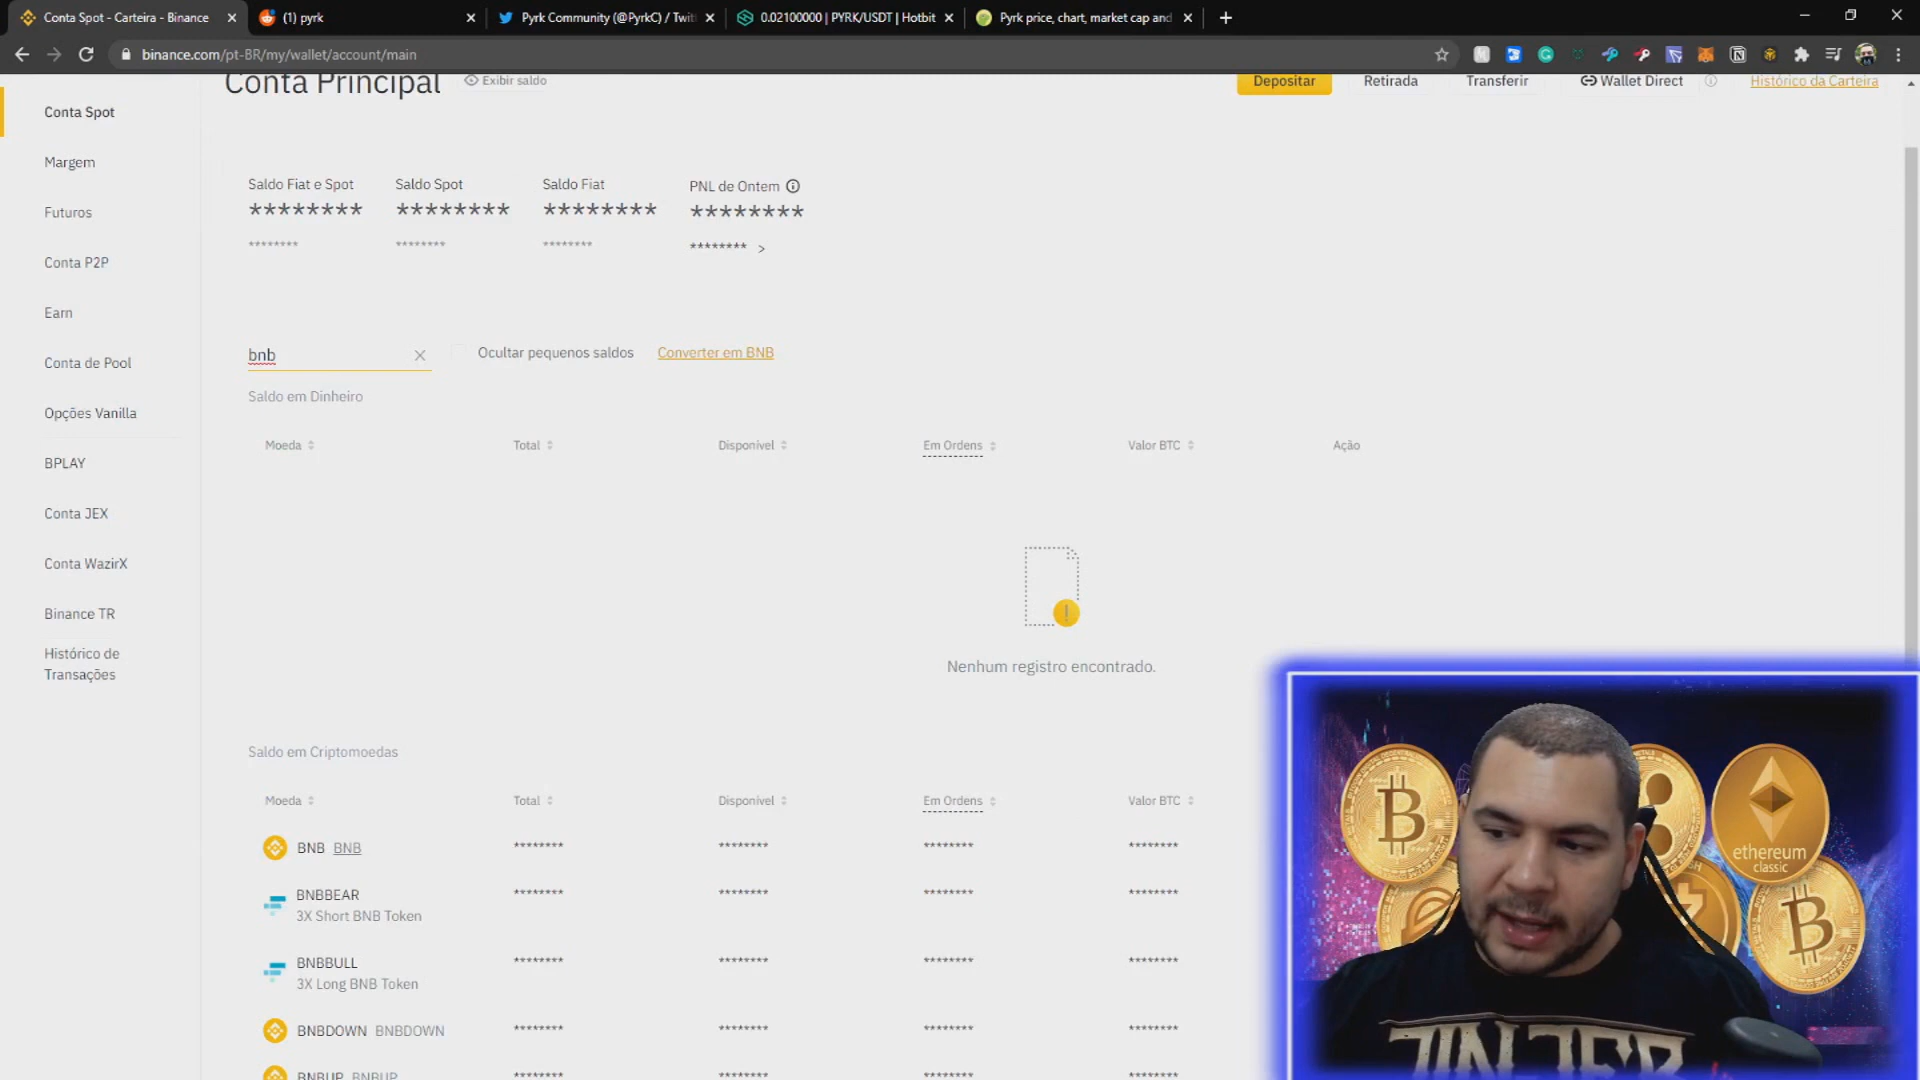 Conta Spot - Carteira - Binance
(1) pyrk
Pyrk Community (@PyrkC) / Twit
0.02100000 | PYRK/USDT | Hotbit
Pyrk price, chart, market cap and
binance.com/pt-BR/my/wallet/account/main
Conta Principal
Exibir saldo
Depositar
Retirada
Transferir
Wallet Direct
Histórico da Carteira
Conta Spot
Margem
Futuros
Conta P2P
Earn
Conta de Pool
Opções Vanilla
BPLAY
Conta JEX
Conta WazirX
Binance TR
Histórico de
Transações
Saldo Fiat e Spot
Saldo Spot
Saldo Fiat
PNL de Ontem
******** ******** ******** ********
******** ******** ******** ******** >
bnb
Ocultar pequenos saldos
Converter em BNB
Saldo em Dinheiro
Moeda
Total
Disponível
Em Ordens
Valor BTC
Ação
Nenhum registro encontrado.
Saldo em Criptomoedas
Moeda
Total
Disponível
Em Ordens
Valor BTC
BNB BNB ******** ******** ******** ********
BNBBEAR ******** ******** ******** ********
3X Short BNB Token
BNBBULL ******** ******** ******** ********
3X Long BNB Token
BNBDOWN BNBDOWN ******** ******** ******** ********
BNBUP BNBUP ******** ******** ******** ********
ethereum
classic